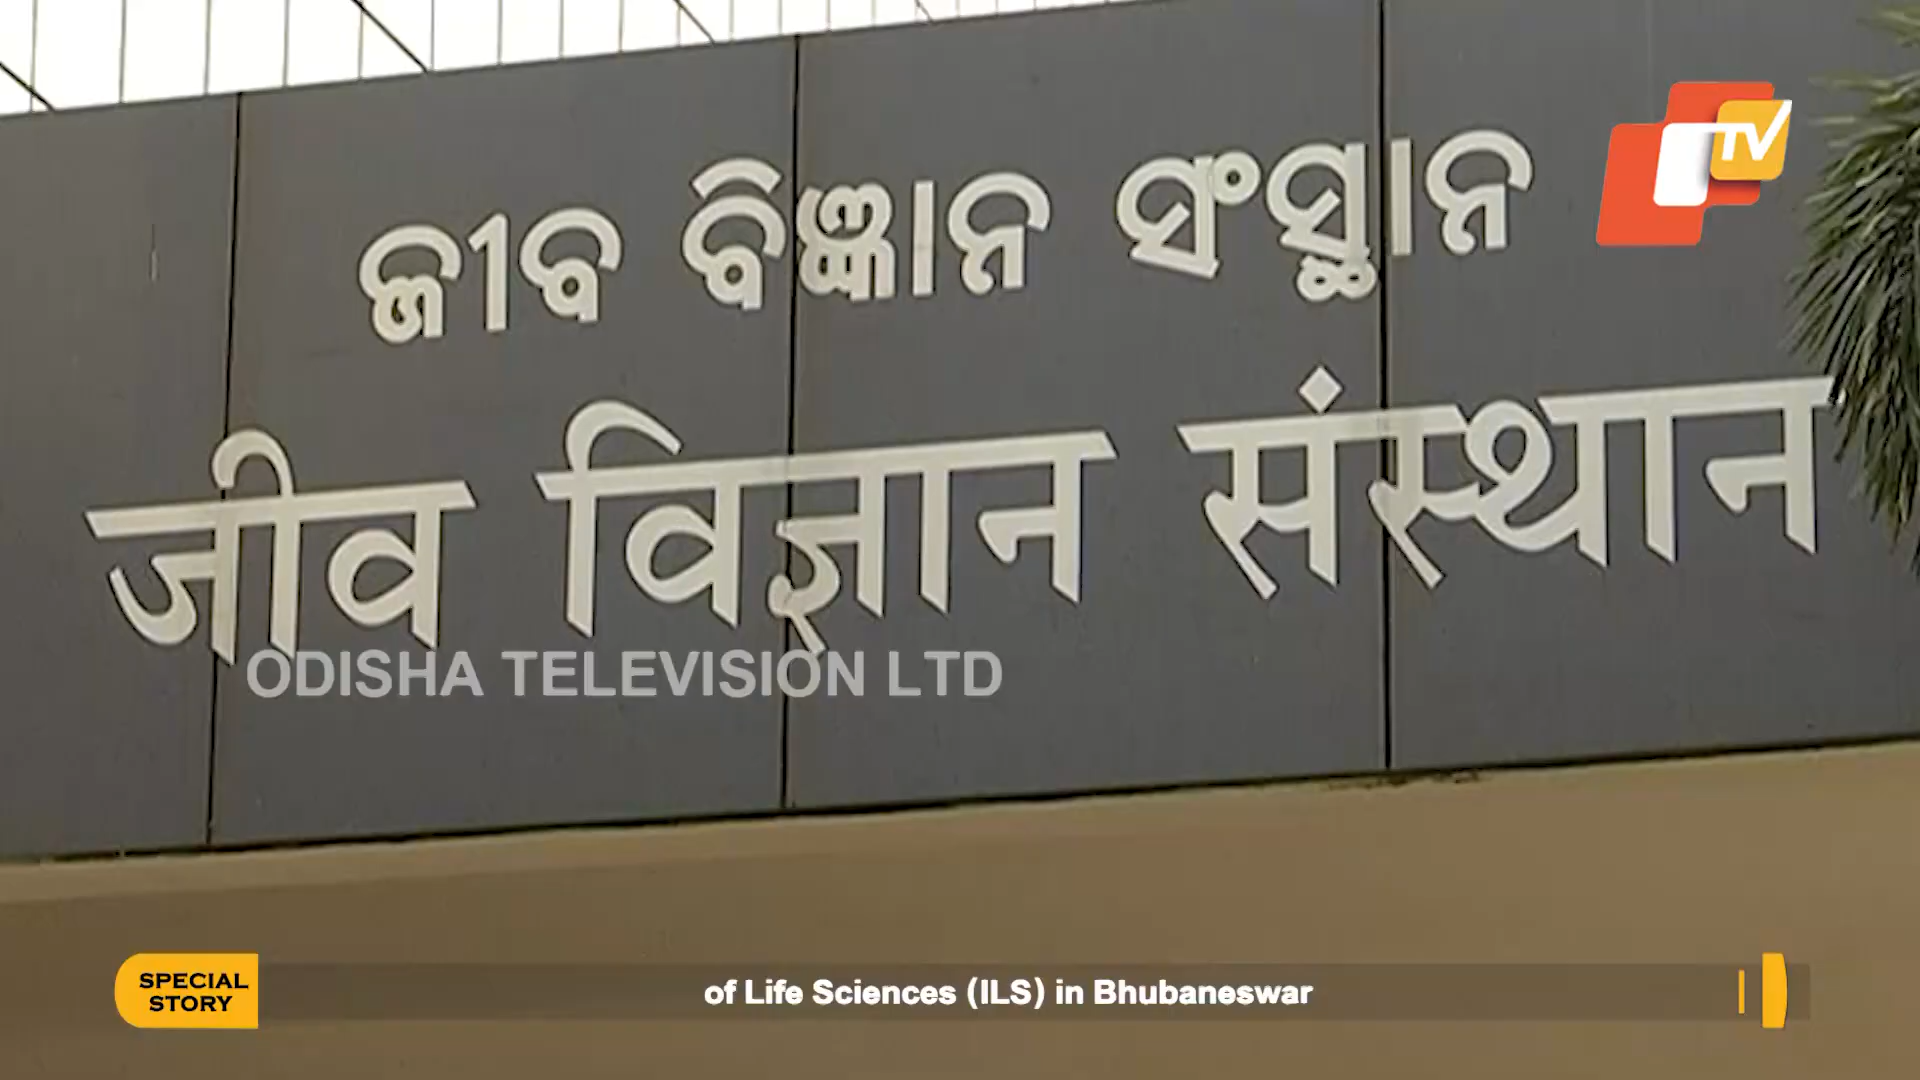 ଜୀବ ବିଜ୍ଞାନ ସଂସ୍ଥାନ
TV
जीव विज्ञान संस्थान
ODISHA TELEVISION LTD
SPECIAL
STORY
of Life Sciences (ILS) in Bhubaneswar